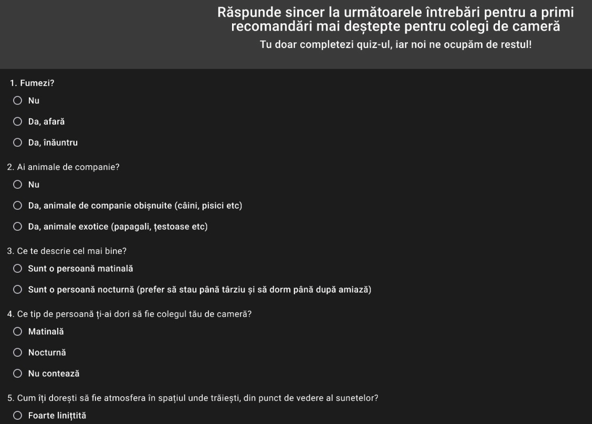 Răspunde sincer la următoarele întrebări pentru a primi
recomandări mai deștepte pentru colegi de cameră
Tu doar completezi quiz-ul, iar noi ne ocupăm de restul!
1. Fumezi?
Nu
Da, afară
Da, înăuntru
2. Ai animale de companie?
Nu
Da, animale de companie obișnuite (câini, pisici etc)
Da, animale exotice (papagali, țestoase etc)
3. Ce te descrie cel mai bine?
Sunt o persoană matinală
Sunt o persoană nocturnă (prefer să stau până târziu și să dorm până după amiază)
4. Ce tip de persoană ți-ai dori să fie colegul tău de cameră?
Matinală
Nocturnă
Nu contează
5. Cum îți dorești să fie atmosfera în spațiul unde trăiești, din punct de vedere al sunetelor?
Foarte linițtită